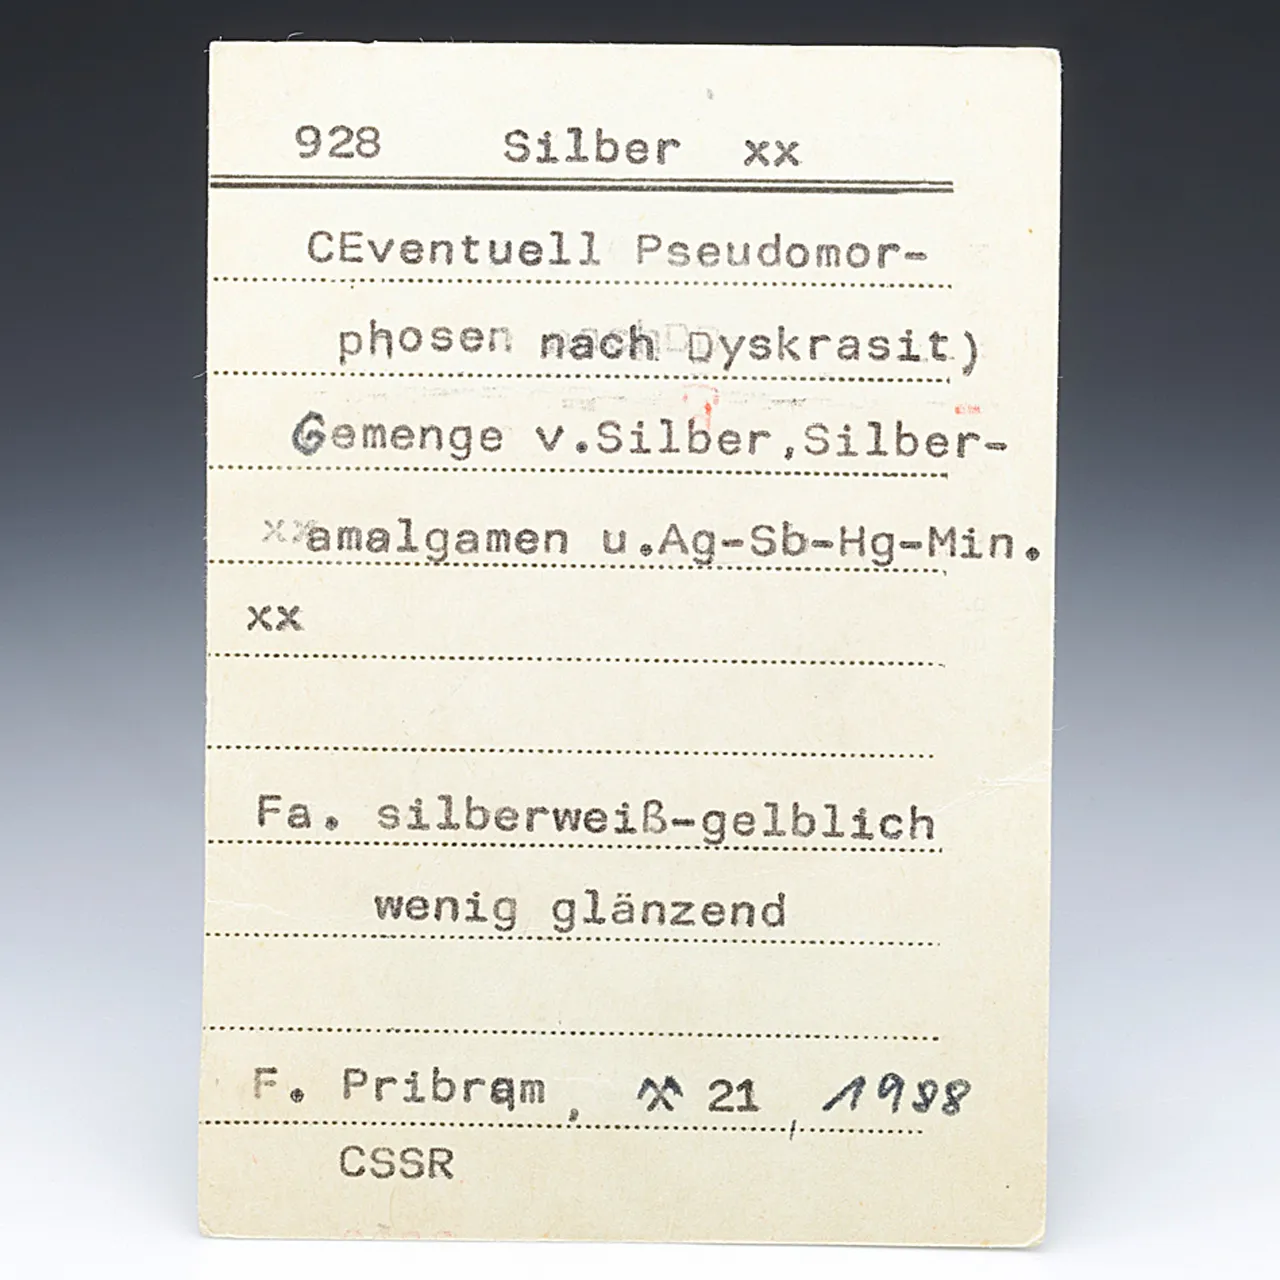 928 Silber xx
CEventuell Pseudomor-
phosen nach Dyskrasit)
Gemenge v.Silber,Silber-
xxamalgamen u.Ag-Sb-Hg-Min.
xx
Fa. silberweiß-gelblich
wenig glänzend
F. Pribram, ⚒ 21, 1988
CSSR